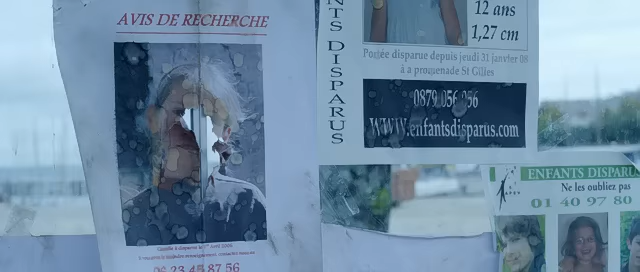 AVIS DE RECHERCHE
06 23 45 87 56
ENFANTS DISPARUS
12 ans
1,27 cm
Portée disparue depuis jeudi 31 janvier 08
à a promenade St Gilles
0879 056 056
WWW.enfantsdisparus.com
ENFANTS DISPARU
Ne les oubliez pas
01 40 97 80